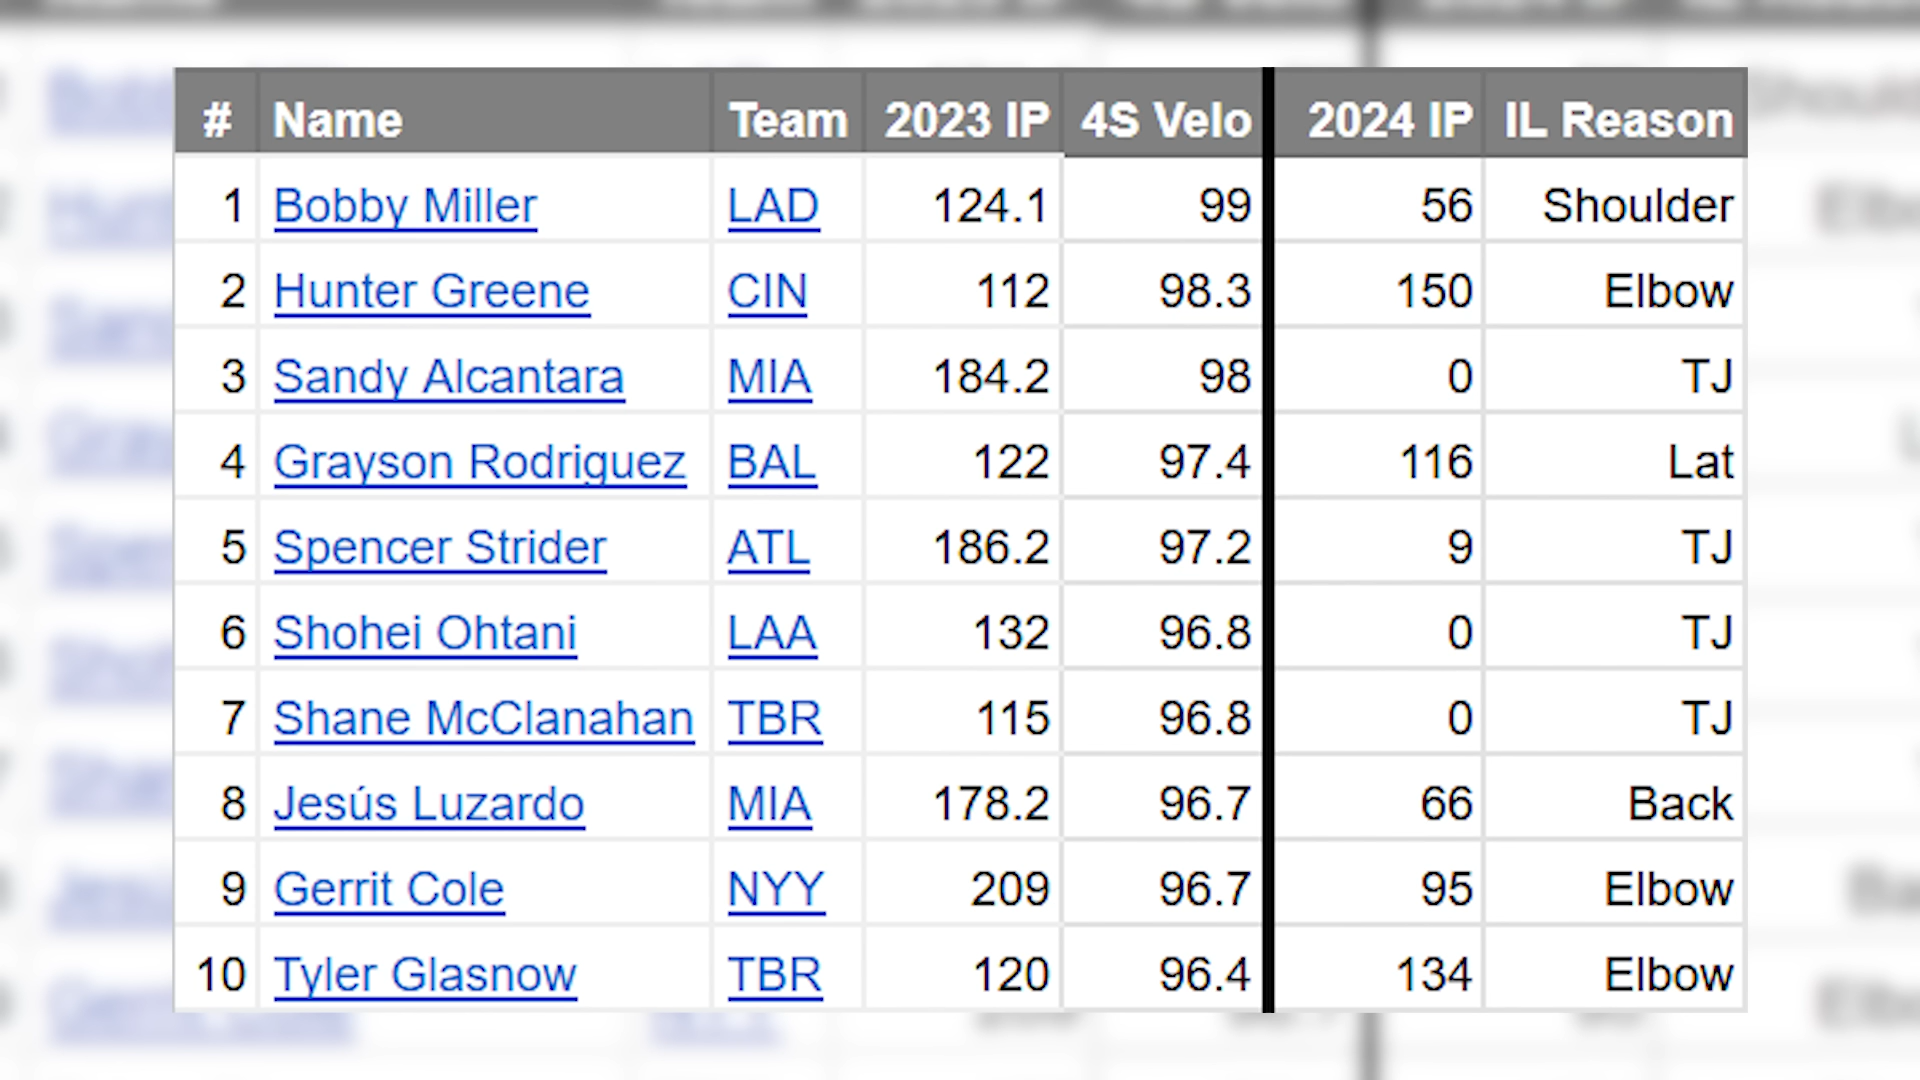 # Name Team 2023 IP 4S Velo 2024 IP IL Reason
1 Bobby Miller LAD 124.1 99 56 Shoulder
2 Hunter Greene CIN 112 98.3 150 Elbow
3 Sandy Alcantara MIA 184.2 98 0 TJ
4 Grayson Rodriguez BAL 122 97.4 116 Lat
5 Spencer Strider ATL 186.2 97.2 9 TJ
6 Shohei Ohtani LAA 132 96.8 0 TJ
7 Shane McClanahan TBR 115 96.8 0 TJ
8 Jesús Luzardo MIA 178.2 96.7 66 Back
9 Gerrit Cole NYY 209 96.7 95 Elbow
10 Tyler Glasnow TBR 120 96.4 134 Elbow